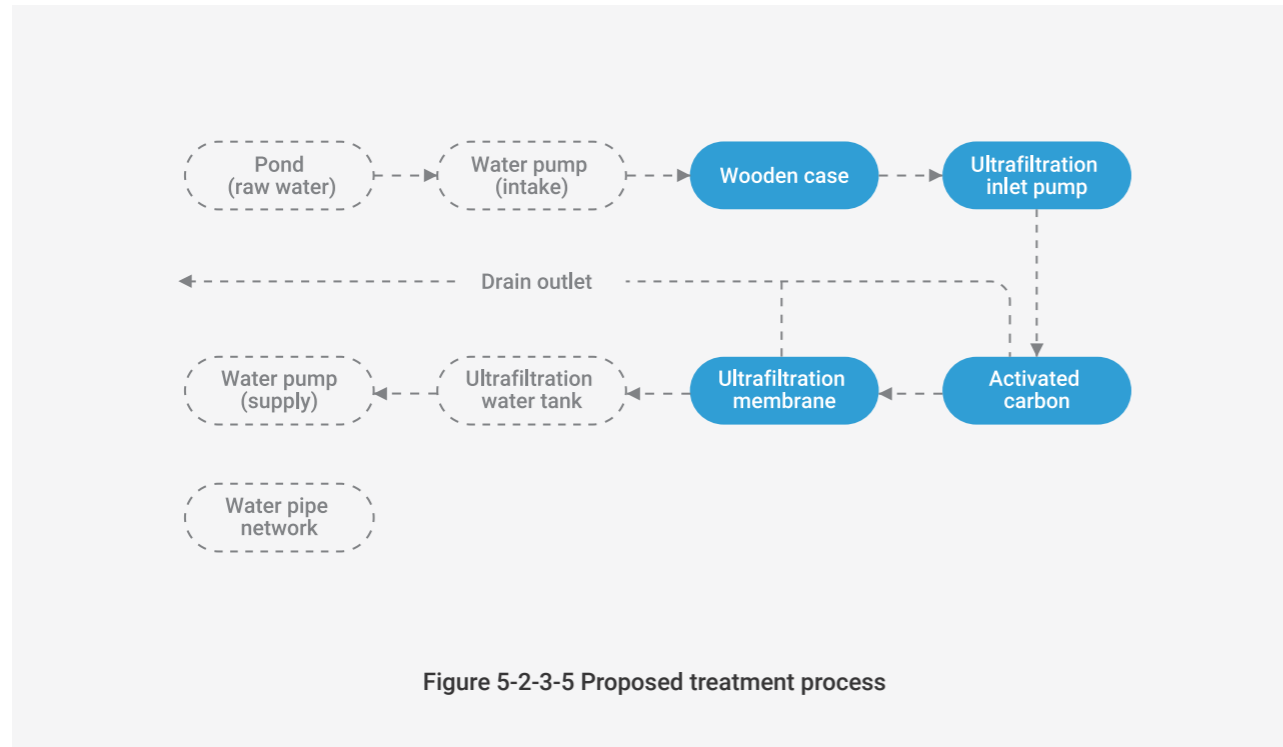 Pond
(raw water)
Water pump
(intake)
Wooden case
Ultrafiltration
inlet pump
Drain outlet
Water pump
(supply)
Ultrafiltration
water tank
Ultrafiltration
membrane
Activated
carbon
Water pipe
network
Figure 5-2-3-5 Proposed treatment process